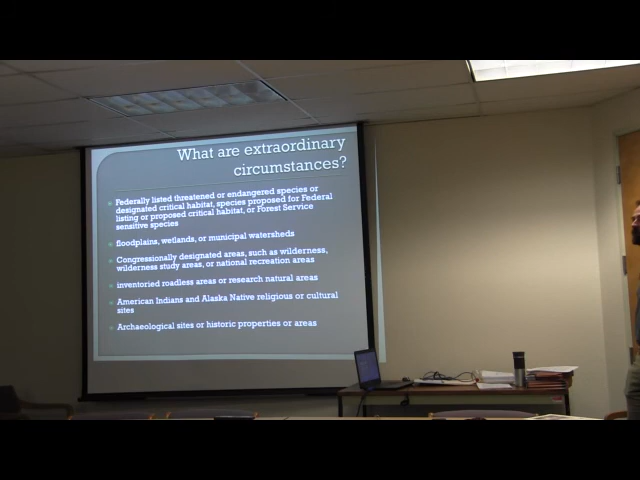 What are extraordinary
circumstances?
Federally listed threatened or endangered species or
designated critical habitat, species proposed for Federal
listing or proposed critical habitat, or Forest Service
sensitive species
floodplains, wetlands, or municipal watersheds
Congressionally designated areas, such as wilderness,
wilderness study areas, or national recreation areas
inventoried roadless areas or research natural areas
American Indians and Alaska Native religious or cultural
sites
Archaeological sites or historic properties or areas